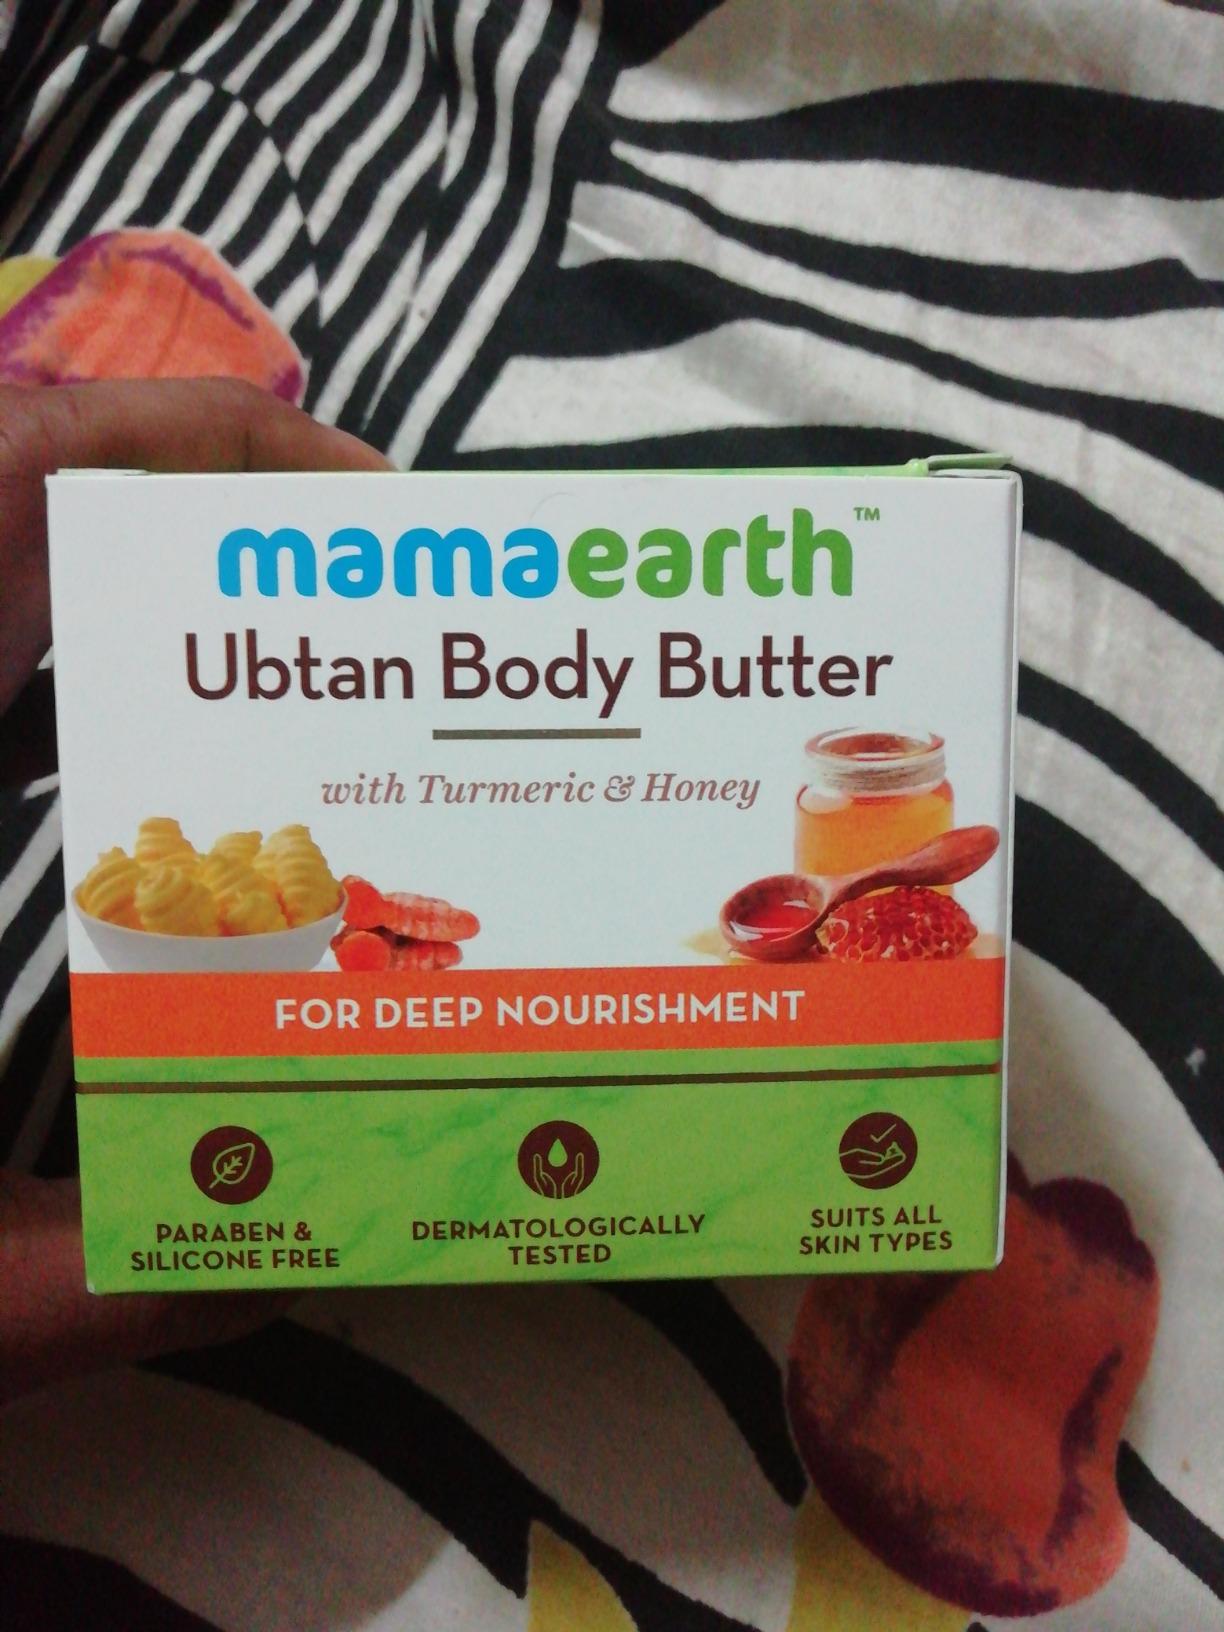 mamaearth™
Ubtan Body Butter
with Turmeric & Honey
FOR DEEP NOURISHMENT
PARABEN &
SILICONE FREE
DERMATOLOGICALLY
TESTED
SUITS ALL
SKIN TYPES